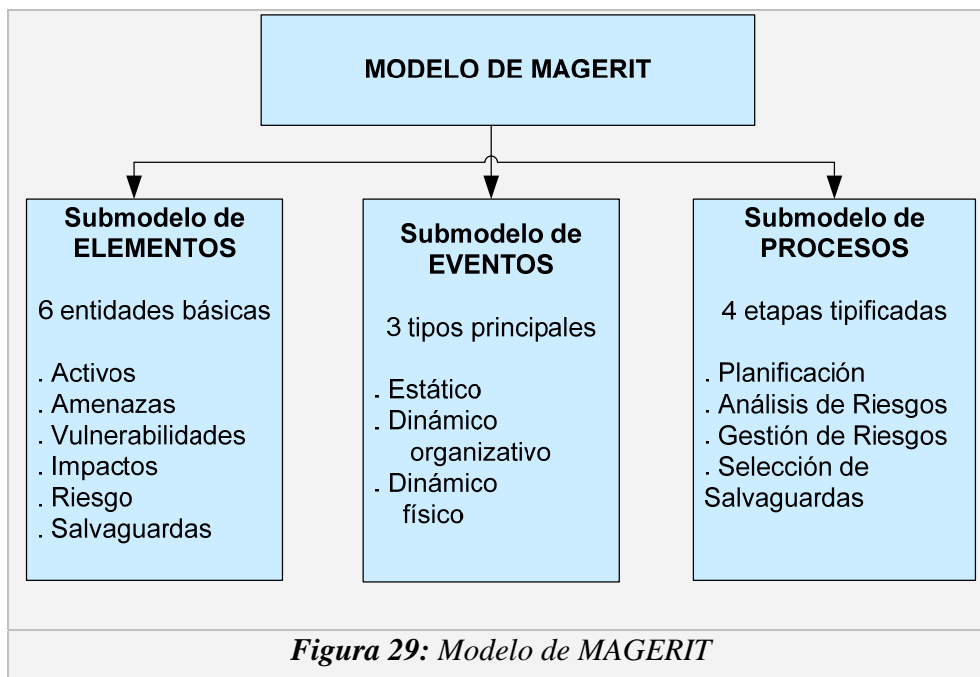 MODELO DE MAGERIT
Submodelo de
ELEMENTOS
6 entidades básicas
. Activos
. Amenazas
. Vulnerabilidades
. Impactos
. Riesgo
. Salvaguardas
Submodelo de
EVENTOS
3 tipos principales
. Estático
. Dinámico
organizativo
. Dinámico
físico
Submodelo de
PROCESOS
4 etapas tipificadas
. Planificación
. Análisis de Riesgos
. Gestión de Riesgos
. Selección de
Salvaguardas
Figura 29: Modelo de MAGERIT